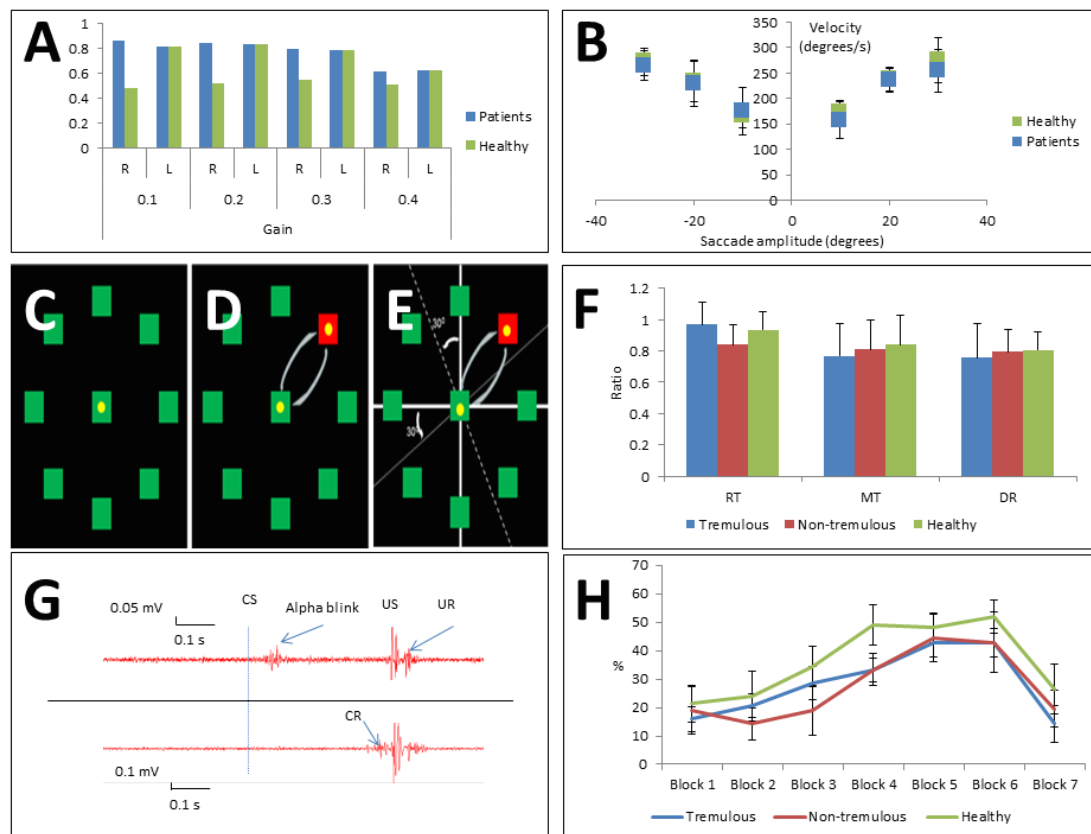 A
1
0.8
0.6
0.4
0.2
0
R L R L R L R L
0.1 0.2 0.3 0.4
Gain
Patients
Healthy
B
Velocity
(degrees/s)
350
300
250
200
150
100
50
0
-40 -20 0 20 40
Saccade amplitude (degrees)
Healthy
Patients
C
D
E
30°
30°
F
1.2
1
0.8
0.6
0.4
0.2
0
Ratio
RT MT DR
Tremulous Non-tremulous Healthy
G
0.05 mV
0.1 s
CS
Alpha blink
US
UR
CR
0.1 mV
0.1 s
H
70
60
50
40
30
20
10
0
%
Block 1 Block 2 Block 3 Block 4 Block 5 Block 6 Block 7
Tremulous Non-tremulous Healthy